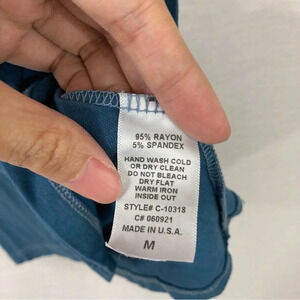 95% RAYON
5% SPANDEX
HAND WASH COLD
OR DRY CLEAN
DO NOT BLEACH
DRY FLAT
WARM IRON
INSIDE OUT
STYLE# C-10318
C# 060921
MADE IN U.S.A.
M